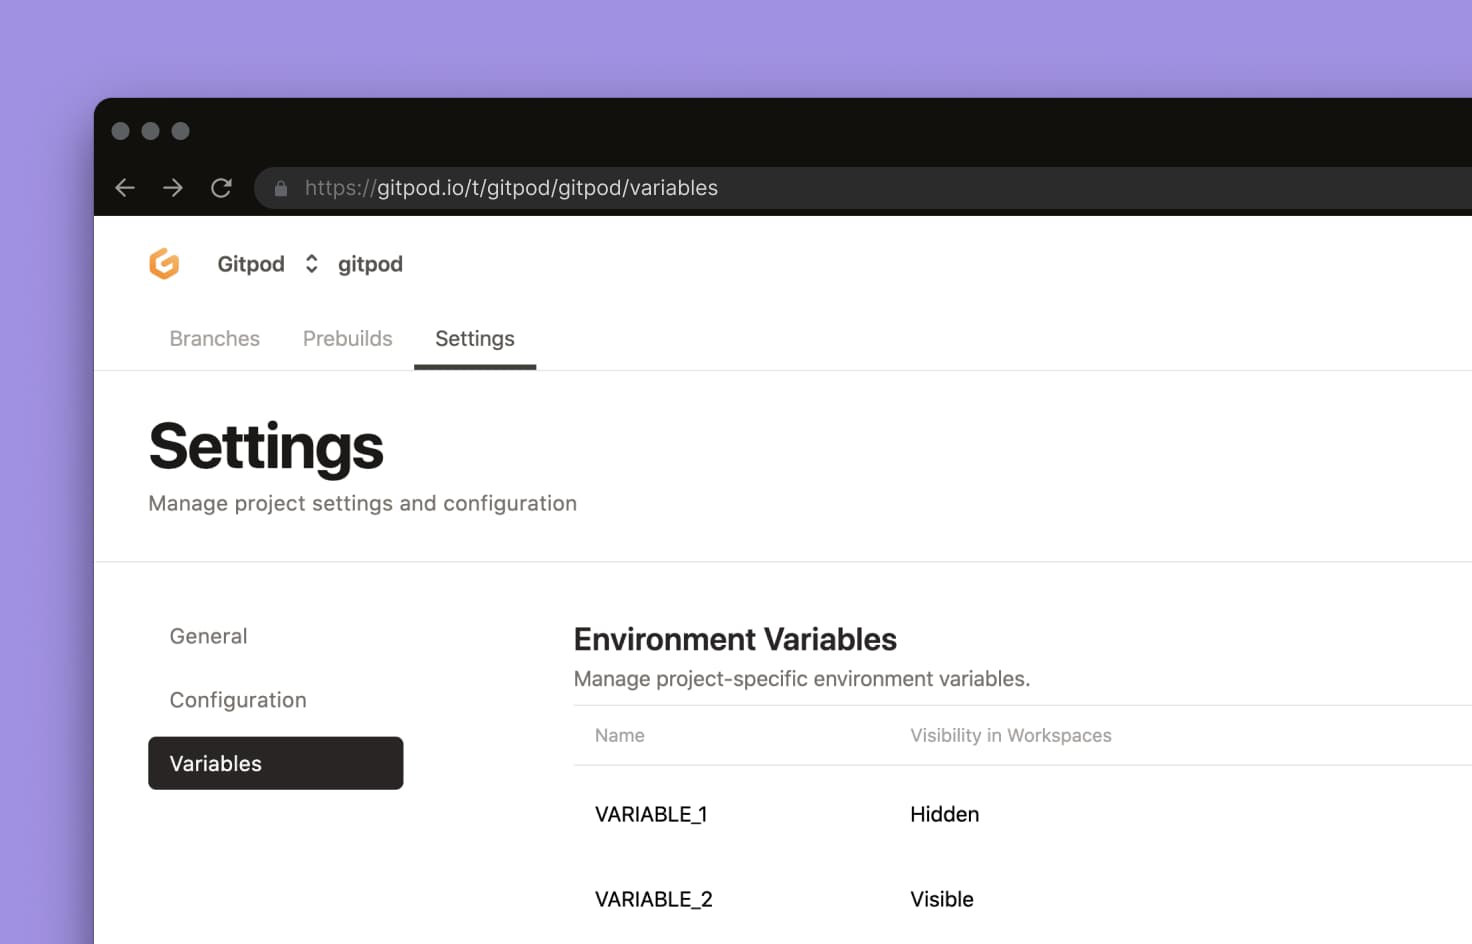 https://gitpod.io/t/gitpod/gitpod/variables
Gitpod gitpod
Branches Prebuilds Settings
Settings
Manage project settings and configuration
General
Configuration
Variables
Environment Variables
Manage project-specific environment variables.
Name Visibility in Workspaces
VARIABLE_1 Hidden
VARIABLE_2 Visible